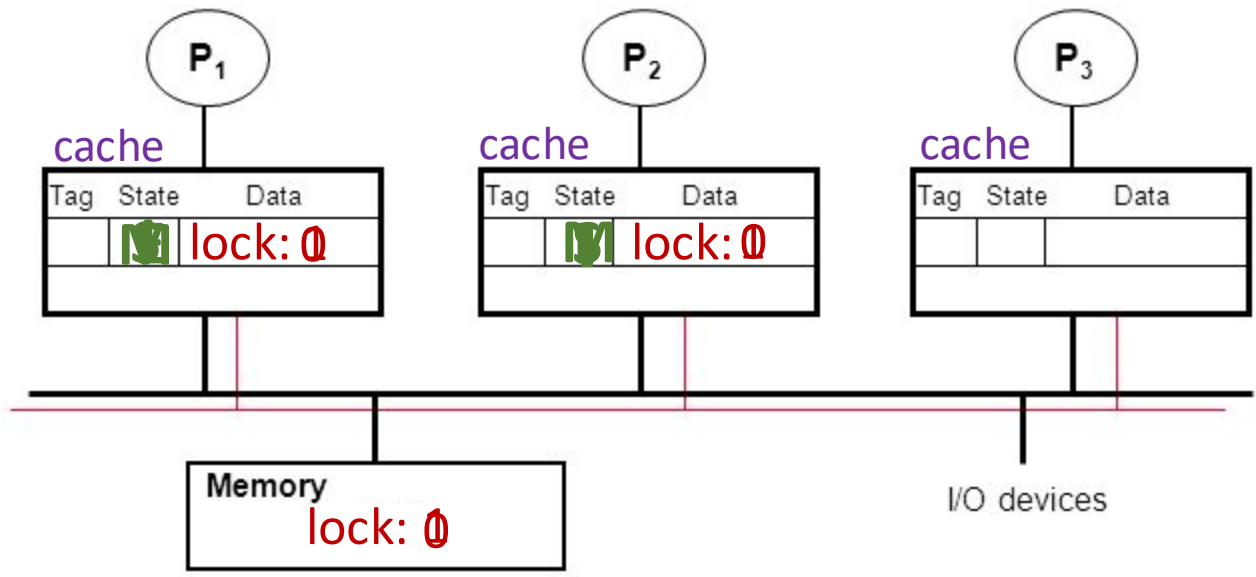 P1 P2 P3
cache cache cache
Tag State Data Tag State Data Tag State Data
lock: lock:
Memory
lock:
I/O devices